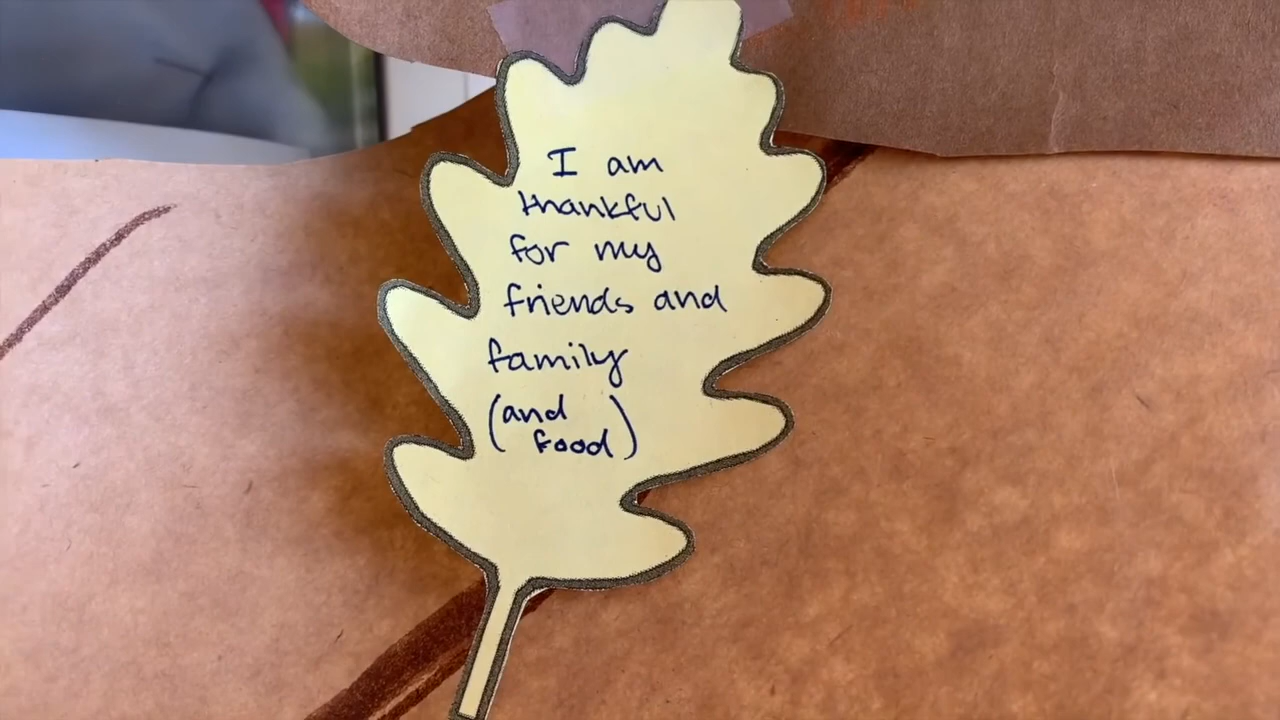 I am
thankful
for my
friends and
family
(and
food)